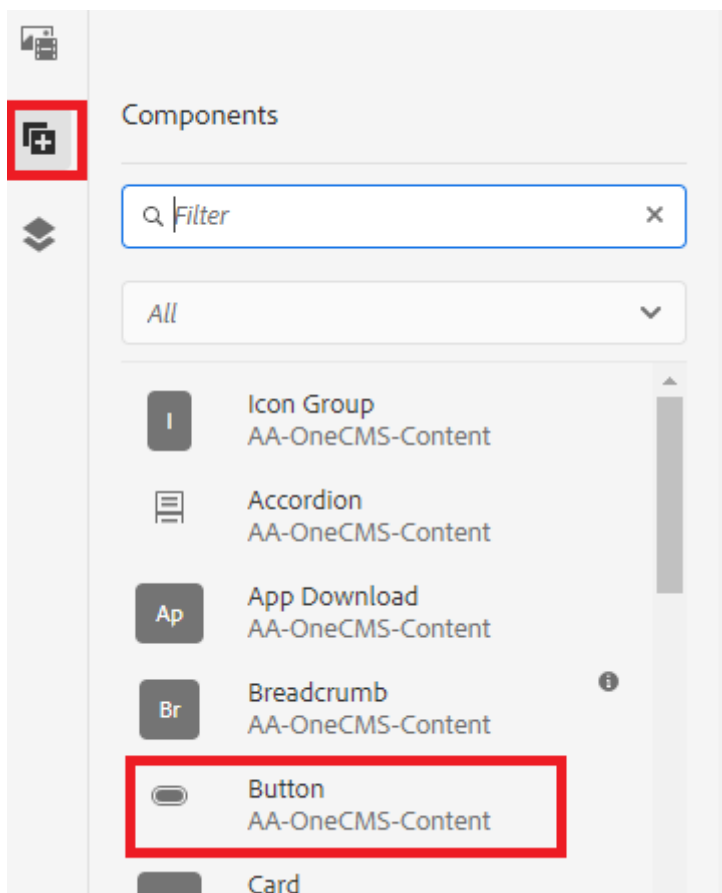 Components
Filter
All
I
Icon Group
AA-OneCMS-Content
Accordion
AA-OneCMS-Content
Ap
App Download
AA-OneCMS-Content
Br
Breadcrumb
AA-OneCMS-Content
Button
AA-OneCMS-Content
Card